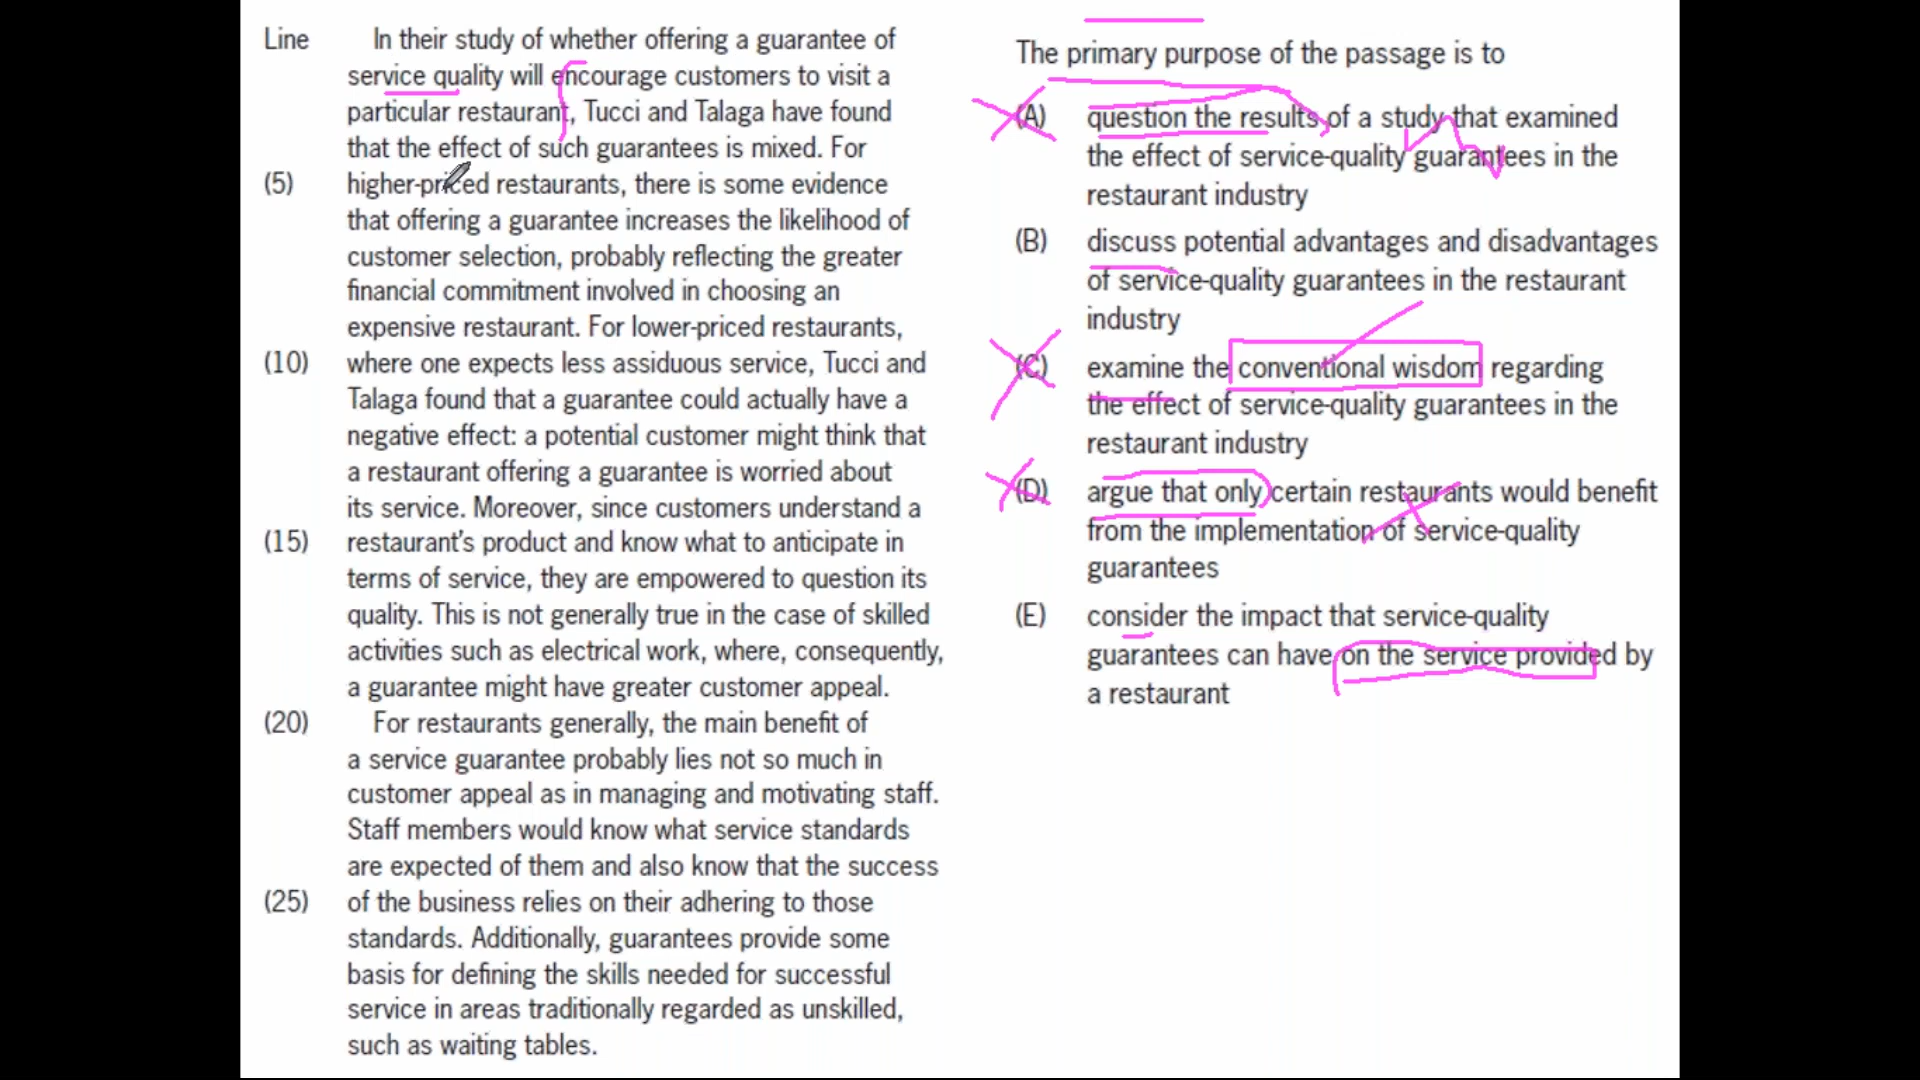 Line In their study of whether offering a guarantee of
service quality will encourage customers to visit a
particular restaurant, Tucci and Talaga have found
that the effect of such guarantees is mixed. For
(5) higher-priced restaurants, there is some evidence
that offering a guarantee increases the likelihood of
customer selection, probably reflecting the greater
financial commitment involved in choosing an
expensive restaurant. For lower-priced restaurants,
(10) where one expects less assiduous service, Tucci and
Talaga found that a guarantee could actually have a
negative effect: a potential customer might think that
a restaurant offering a guarantee is worried about
its service. Moreover, since customers understand a
(15) restaurant's product and know what to anticipate in
terms of service, they are empowered to question its
quality. This is not generally true in the case of skilled
activities such as electrical work, where, consequently,
a guarantee might have greater customer appeal.
(20) For restaurants generally, the main benefit of
a service guarantee probably lies not so much in
customer appeal as in managing and motivating staff.
Staff members would know what service standards
are expected of them and also know that the success
(25) of the business relies on their adhering to those
standards. Additionally, guarantees provide some
basis for defining the skills needed for successful
service in areas traditionally regarded as unskilled,
such as waiting tables.
The primary purpose of the passage is to
(A) question the results of a study that examined
the effect of service-quality guarantees in the
restaurant industry
(B) discuss potential advantages and disadvantages
of service-quality guarantees in the restaurant
industry
(C) examine the conventional wisdom regarding
the effect of service-quality guarantees in the
restaurant industry
(D) argue that only certain restaurants would benefit
from the implementation of service-quality
guarantees
(E) consider the impact that service-quality
guarantees can have on the service provided by
a restaurant